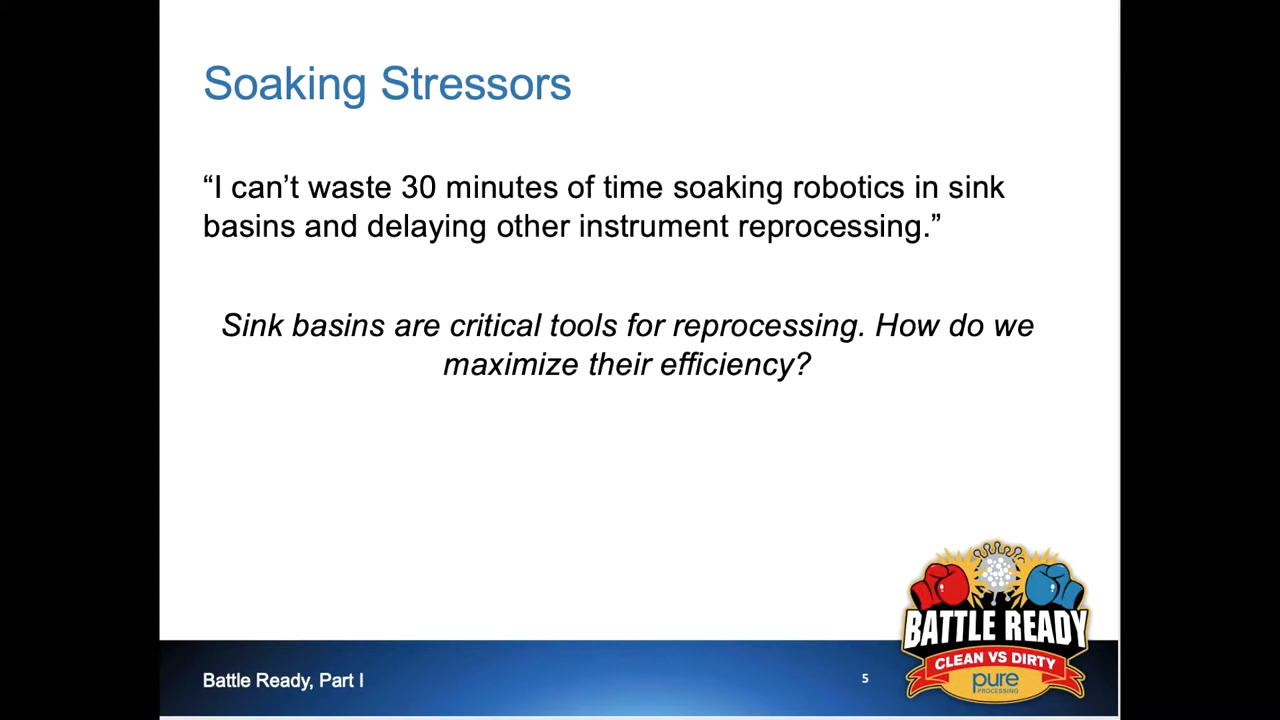 Soaking Stressors
“I can’t waste 30 minutes of time soaking robotics in sink
basins and delaying other instrument reprocessing.”
Sink basins are critical tools for reprocessing. How do we
maximize their efficiency?
Battle Ready, Part I
5
BATTLE READY
CLEAN VS DIRTY
pure
PROCESSING